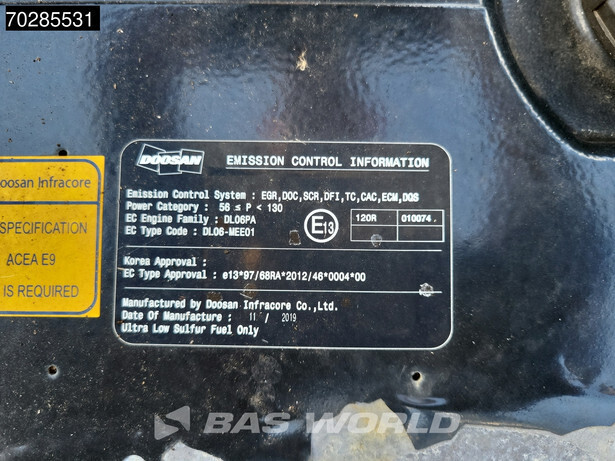 70285531
Doosan Infracore
SPECIFICATION
ACEA E9
IS REQUIRED
DOOSAN
EMISSION CONTROL INFORMATION
Emission Control System : EGR,DOC,SCR,DFI,TC,CAC,ECM,DQS
Power Category : 56 ≤ P < 130
EC Engine Family : DL06PA
EC Type Code : DL06-MEE01
E13
120R 010074.
Korea Approval :
EC Type Approval : e13*97/68RA*2012/46*0004*00
Manufactured by Doosan Infracore Co.,Ltd.
Date Of Manufacture : 11 / 2019
Ultra Low Sulfur Fuel Only
BAS WORLD